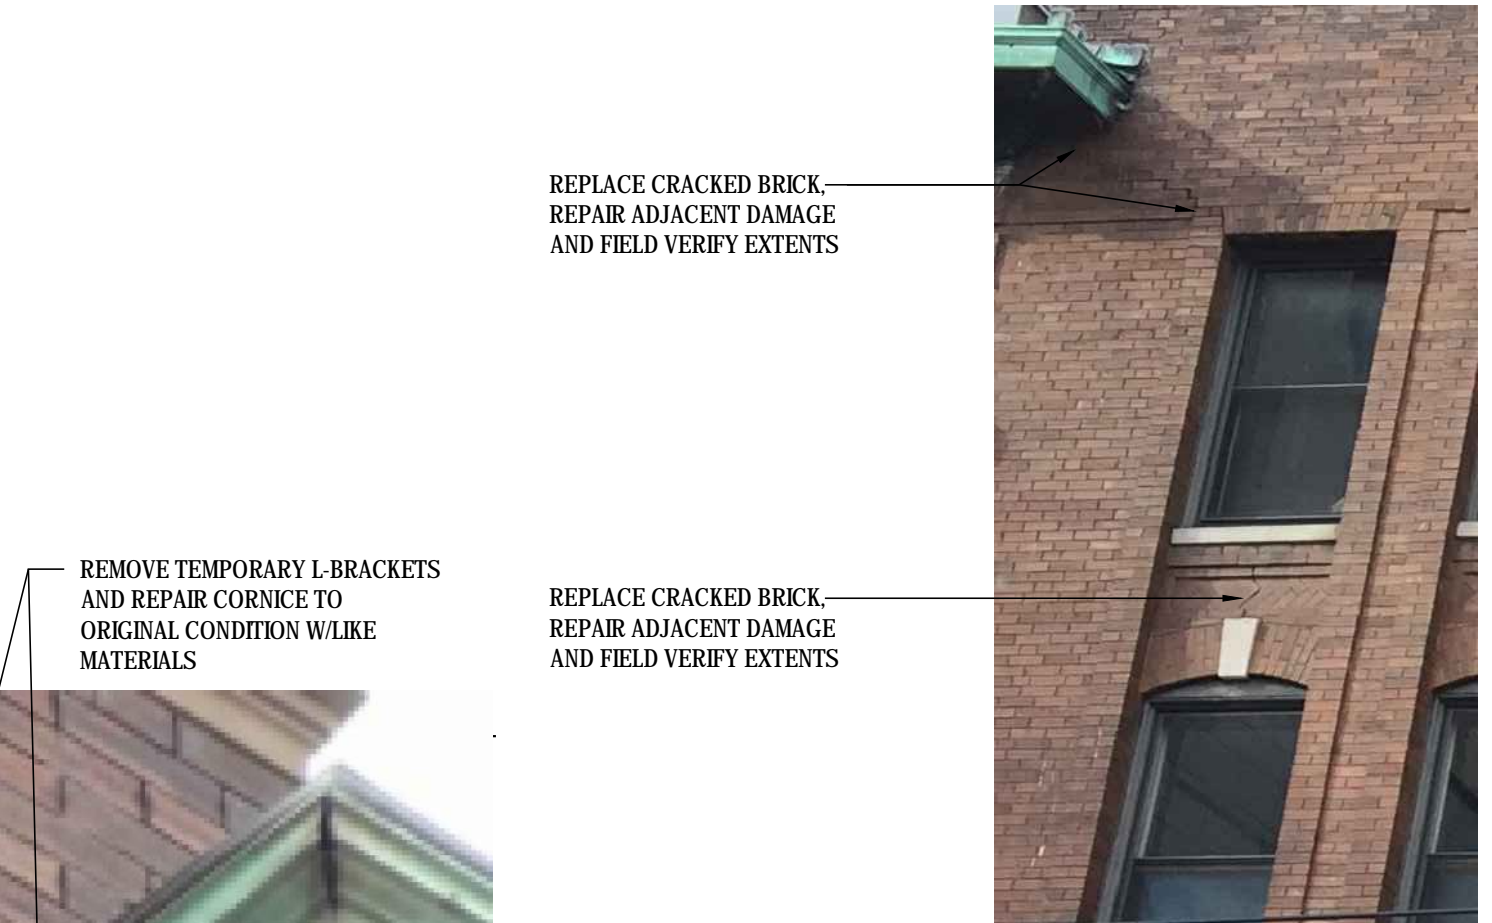 REPLACE CRACKED BRICK,
REPAIR ADJACENT DAMAGE
AND FIELD VERIFY EXTENTS
REMOVE TEMPORARY L-BRACKETS
AND REPAIR CORNICE TO
ORIGINAL CONDITION W/LIKE
MATERIALS
REPLACE CRACKED BRICK,
REPAIR ADJACENT DAMAGE
AND FIELD VERIFY EXTENTS